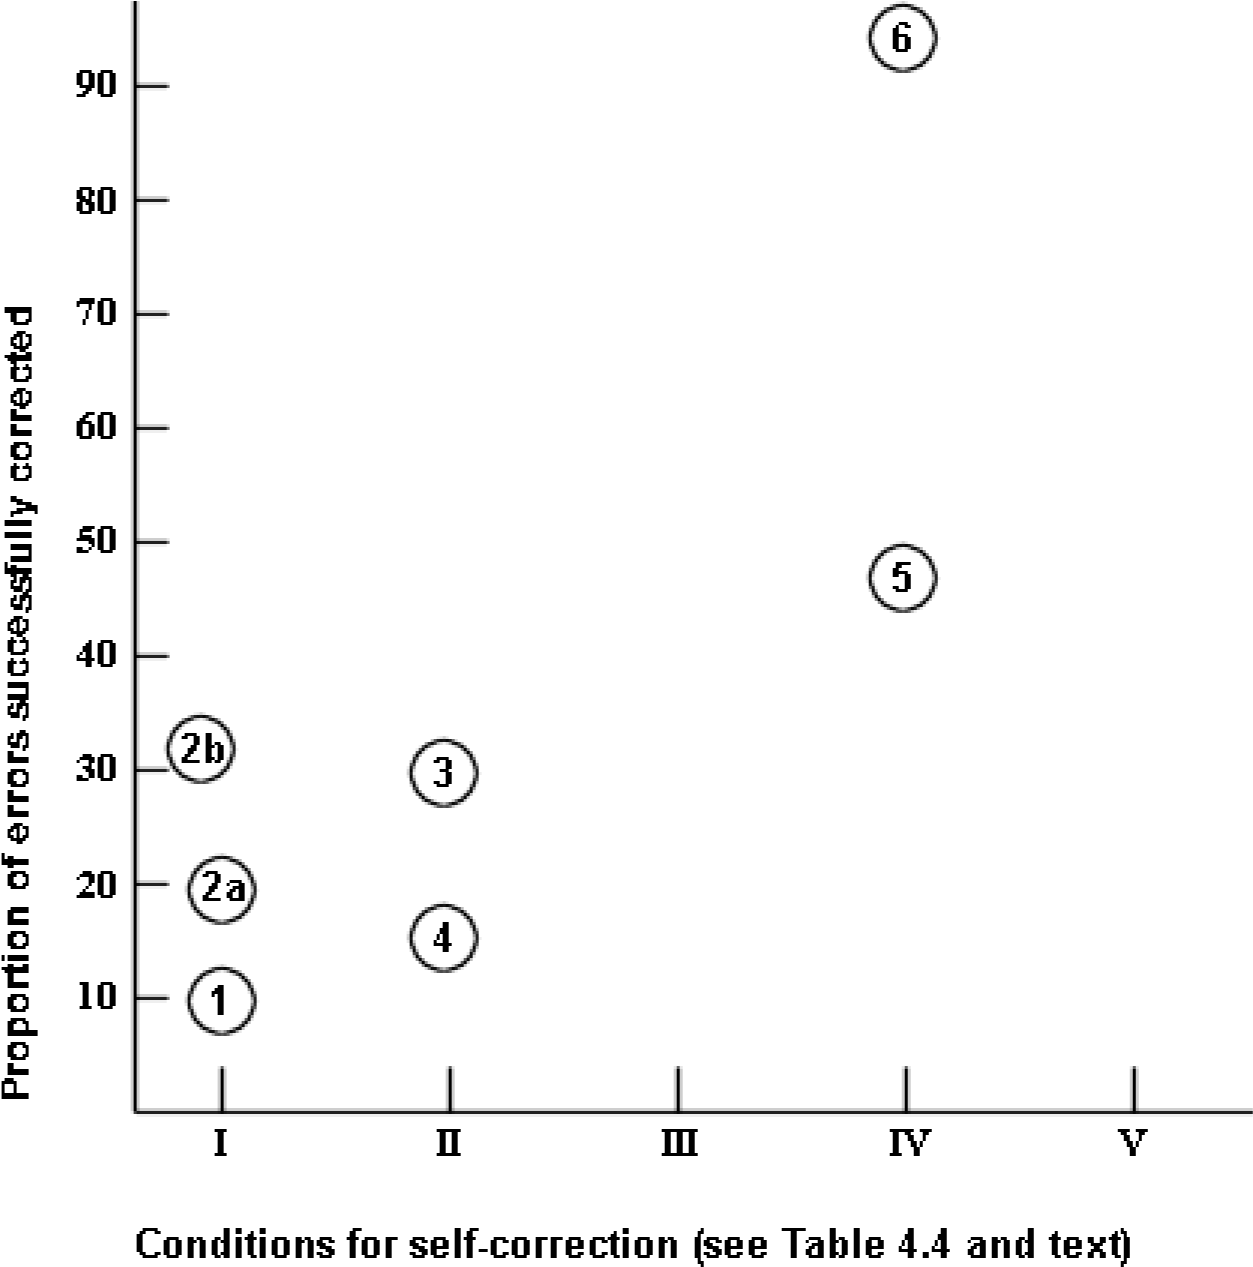 6
90
80
70
60
50
5
40
2b
30
3
2a
20
4
10
1
Proportion of errors successfully corrected
I II III IV V
Conditions for self-correction (see Table 4.4 and text)